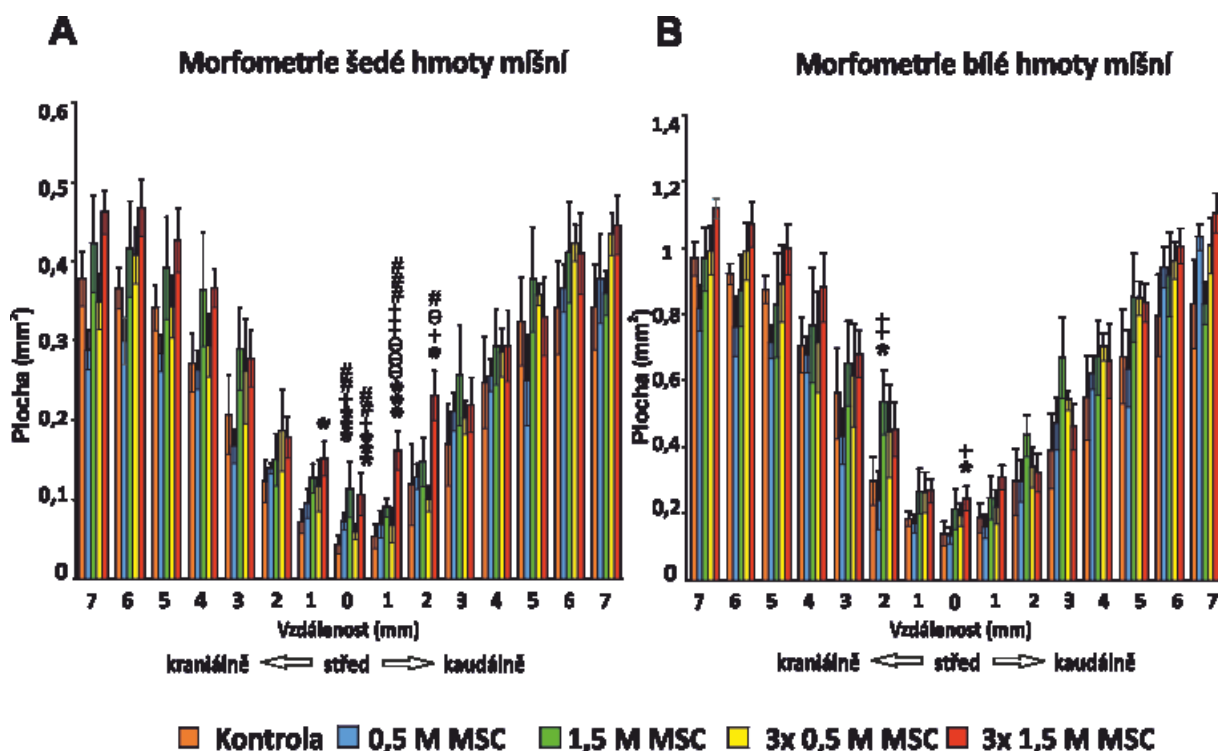 A
Morfometrie šedé hmoty míšní
Plocha (mm²)
0,6
0,5
0,4
0,3
0,2
0,1
0
*
7 6 5 4 3 2 1 0 1 2 3 4 5 6 7
Vzdálenost (mm)
kraniálně střed kaudálně
B
Morfometrie bílé hmoty míšní
Plocha (mm²)
1,4
1,2
1
0,8
0,6
0,4
0,2
0
*++
*+
7 6 5 4 3 2 1 0 1 2 3 4 5 6 7
Vzdálenost (mm)
kraniálně střed kaudálně
Kontrola 0,5 M MSC 1,5 M MSC 3x 0,5 M MSC 3x 1,5 M MSC